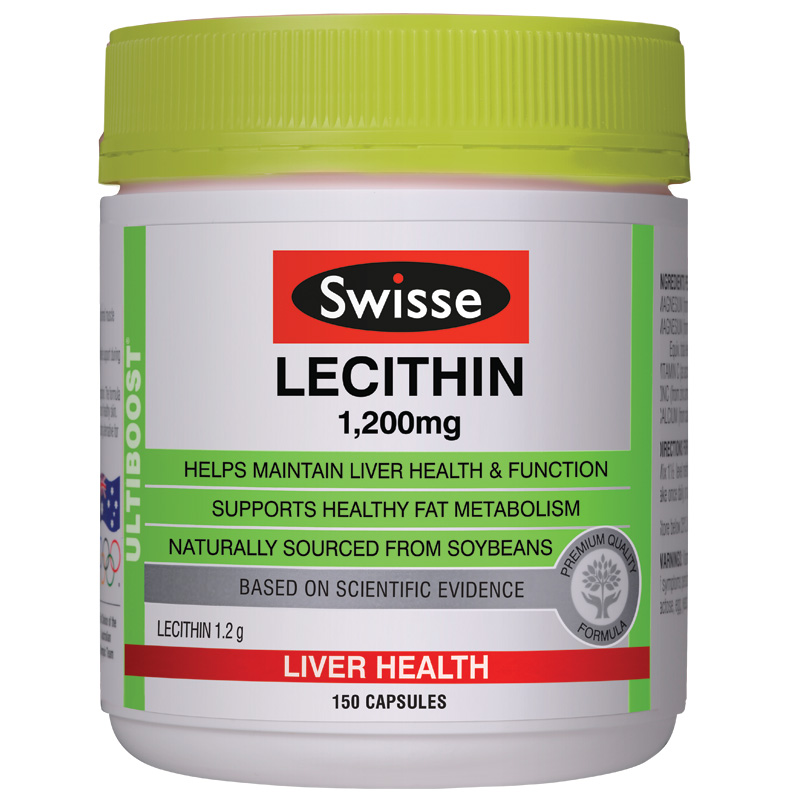 Swisse
LECITHIN
1,200mg
ULTIBOOST®
HELPS MAINTAIN LIVER HEALTH & FUNCTION
SUPPORTS HEALTHY FAT METABOLISM
NATURALLY SOURCED FROM SOYBEANS
BASED ON SCIENTIFIC EVIDENCE
PREMIUM QUALITY
FORMULA
LECITHIN 1.2 g
LIVER HEALTH
150 CAPSULES